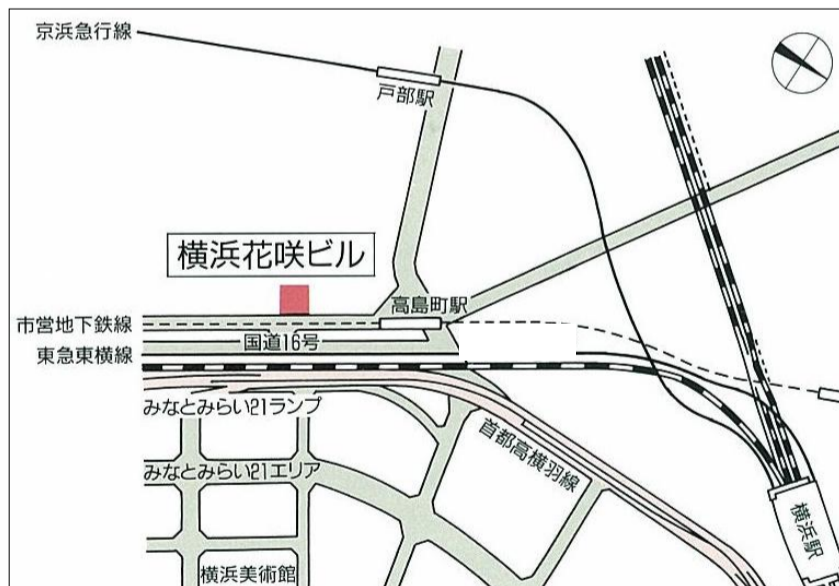 京浜急行線
戸部駅
横浜花咲ビル
高島町駅
市営地下鉄線
国道16号
東急東横線
みなとみらい21ランプ
首都高横羽線
みなとみらい21エリア
横浜駅
横浜美術館